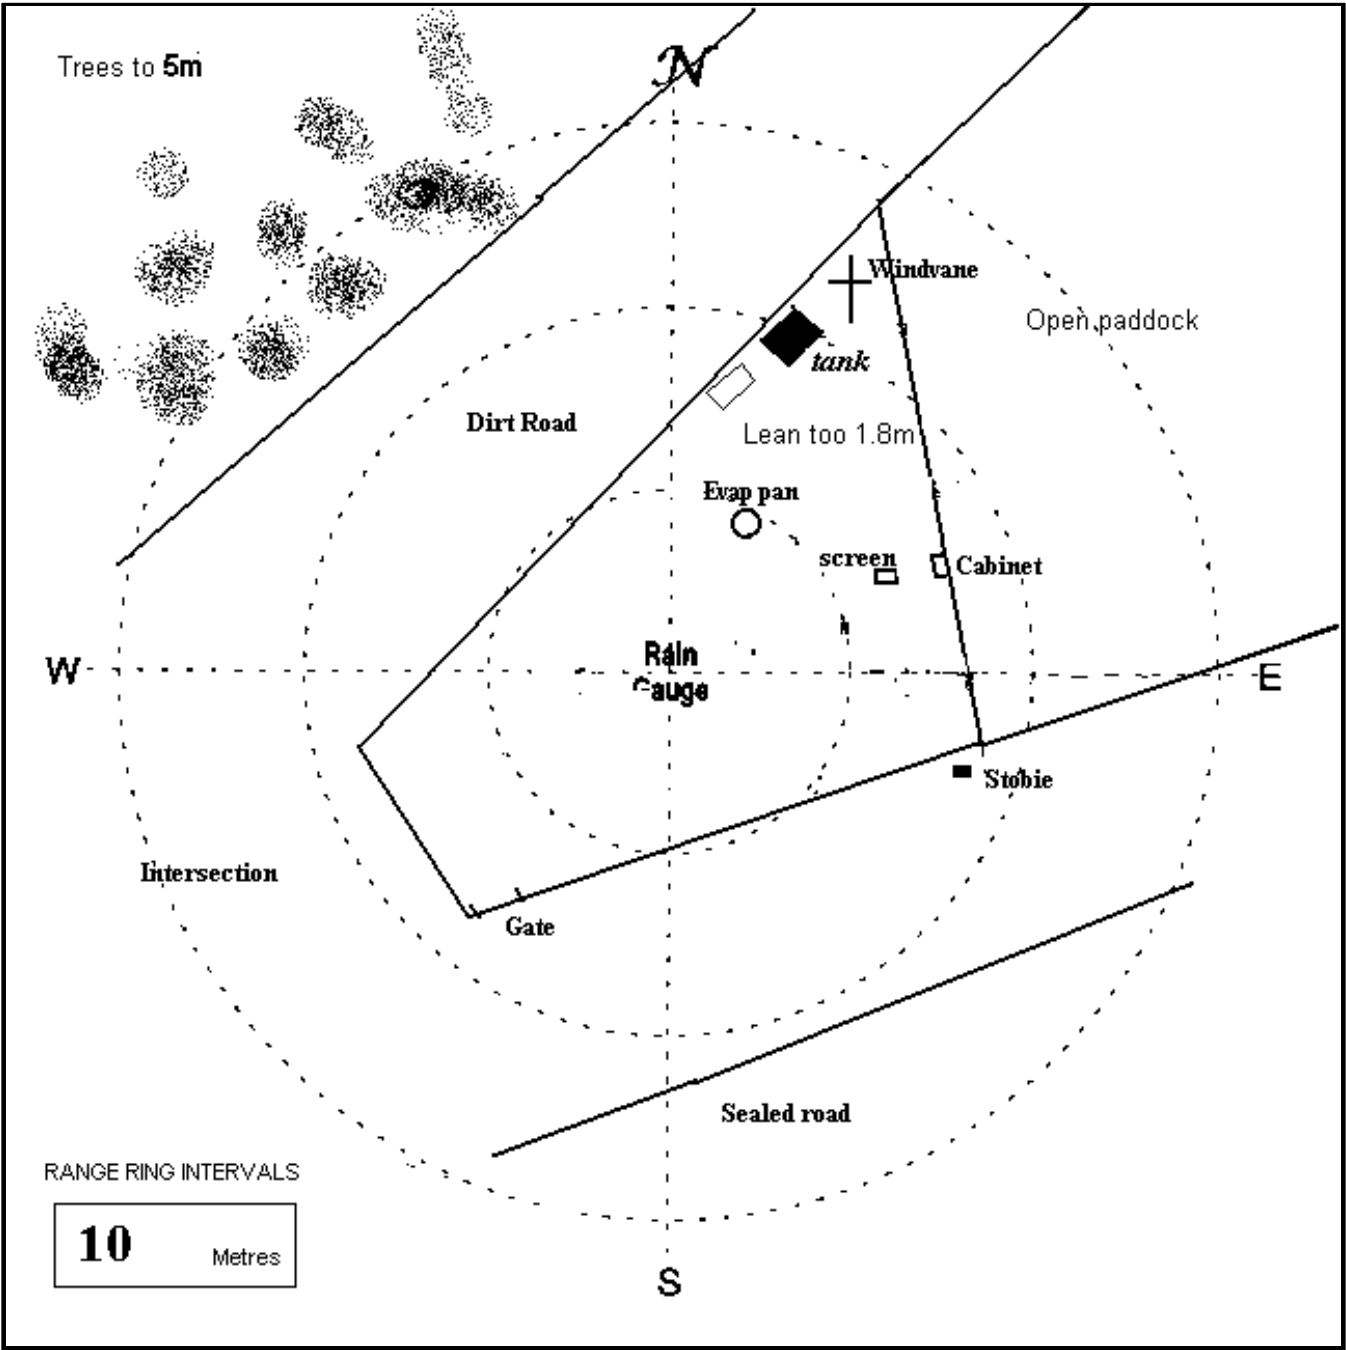 N
Trees to 5m
Windvane
Open paddock
tank
Dirt Road
Lean too 1.8m
Evap pan
screen
Cabinet
Rain
Gauge
W
E
Stobie
Intersection
Gate
Sealed road
RANGE RING INTERVALS
10 Metres
S